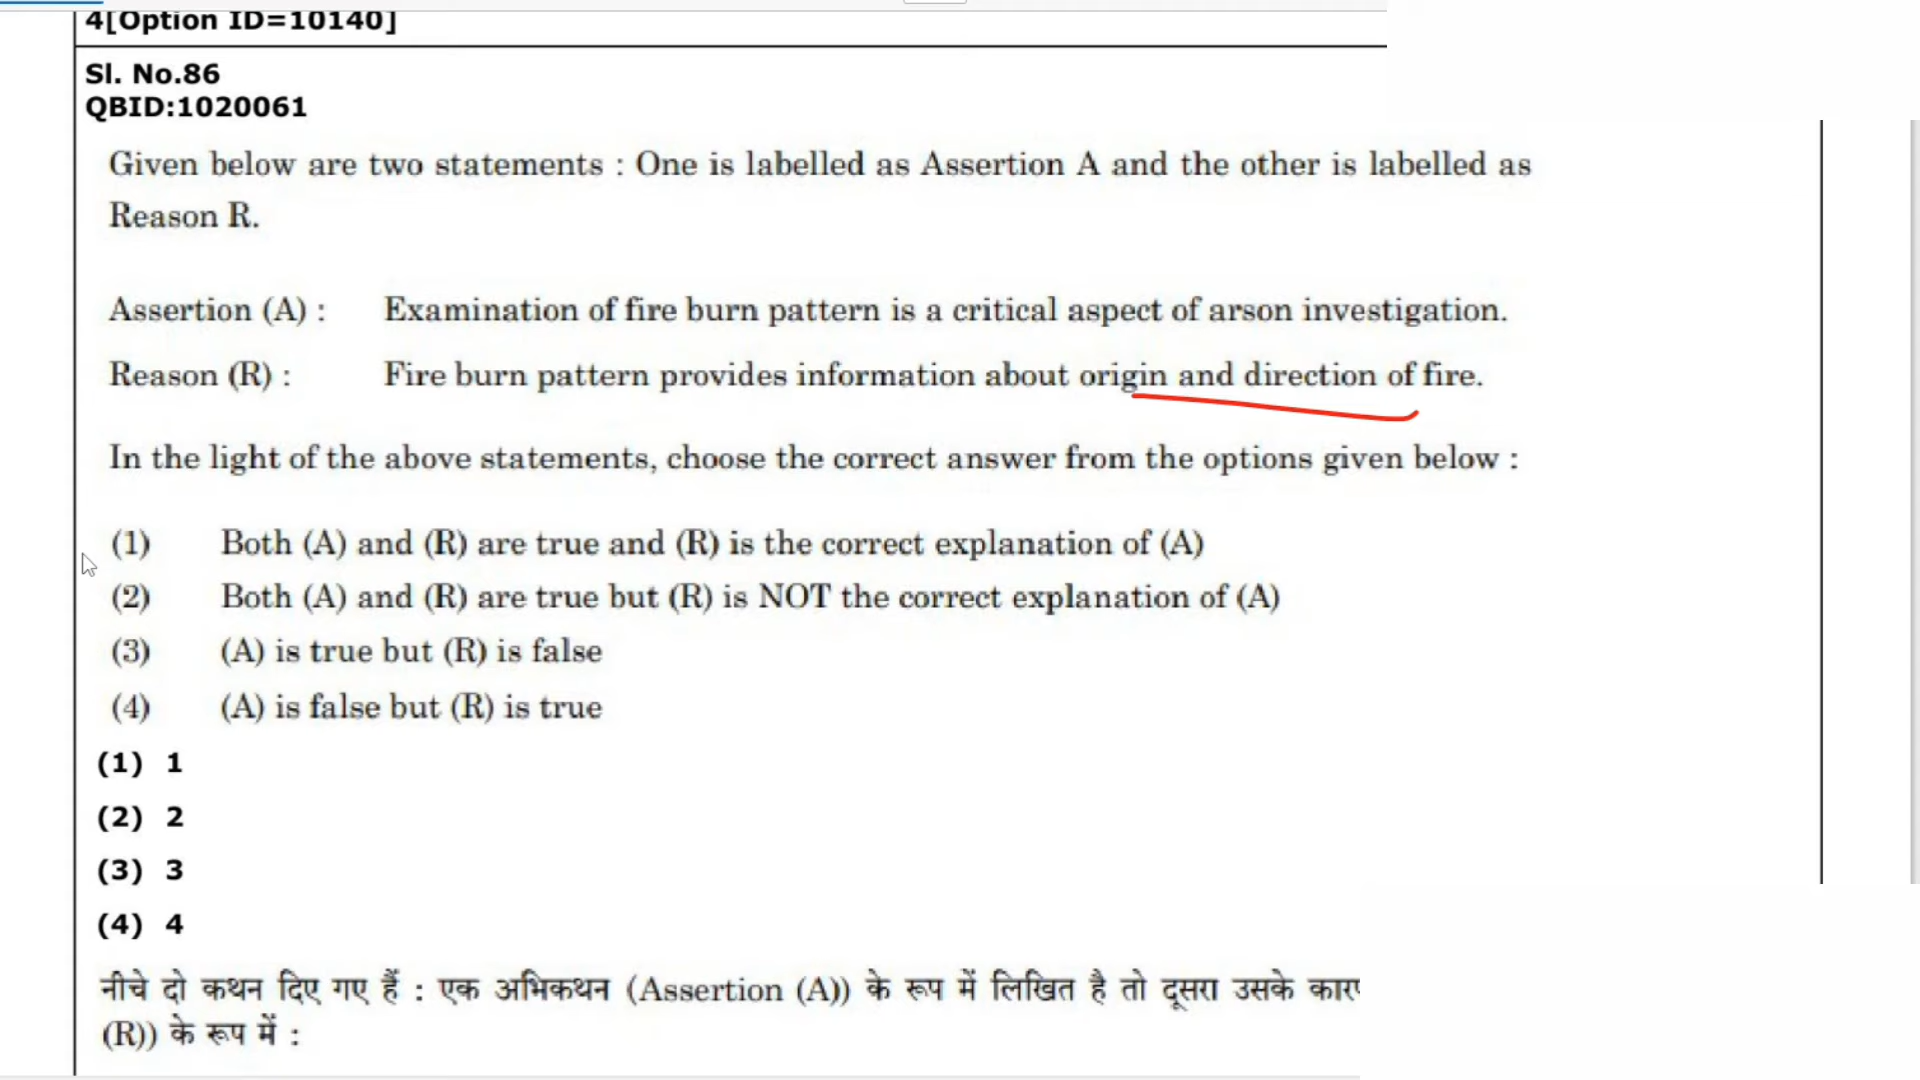 4[Option ID=10140]
Sl. No.86
QBID:1020061
Given below are two statements : One is labelled as Assertion A and the other is labelled as
Reason R.
Assertion (A) : Examination of fire burn pattern is a critical aspect of arson investigation.
Reason (R) : Fire burn pattern provides information about origin and direction of fire.
In the light of the above statements, choose the correct answer from the options given below :
(1) Both (A) and (R) are true and (R) is the correct explanation of (A)
(2) Both (A) and (R) are true but (R) is NOT the correct explanation of (A)
(3) (A) is true but (R) is false
(4) (A) is false but (R) is true
(1) 1
(2) 2
(3) 3
(4) 4
नीचे दो कथन दिए गए हैं : एक अभिकथन (Assertion (A)) के रूप में लिखित है तो दूसरा उसके
(R)) के रूप में :